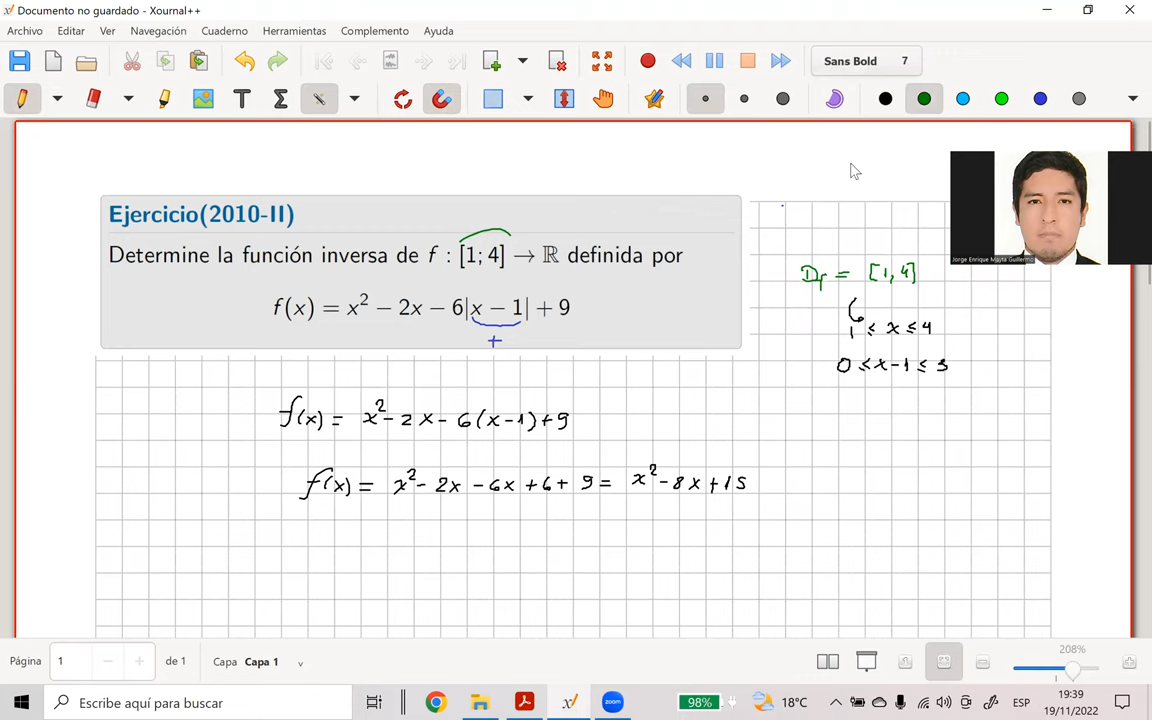 Documento no guardado - Xournal++
Archivo Editar Ver Navegación Cuaderno Herramientas Complemento Ayuda
Sans Bold 7
Ejercicio(2010-II)
Determine la función inversa de f : [1; 4] → ℝ definida por
f(x) = x² − 2x − 6|x − 1| + 9
+
Df = [1, 4]
1 ≤ x ≤ 4
0 ≤ x-1 ≤ 3
Jorge Enrique Mayta Guillermo
f(x) = x² - 2x - 6(x-1)+9
f(x) = x² - 2x - 6x + 6 + 9 = x² - 8x + 15
Página 1 de 1 Capa Capa 1
208%
Escribe aquí para buscar
zoom
98%
18°C
ESP
19:39
19/11/2022